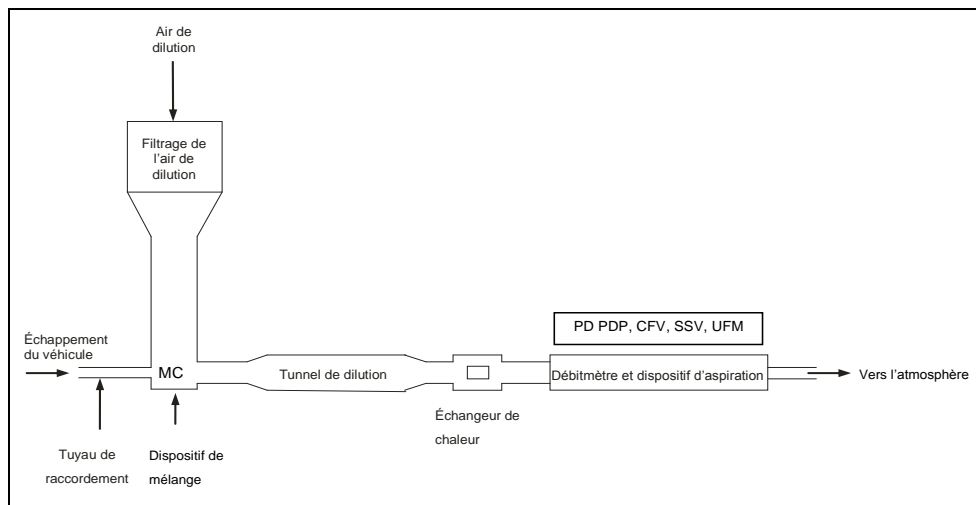 Air de
dilution
Filtrage de
l'air de
dilution
PD PDP, CFV, SSV, UFM
Échappement
du véhicule
MC
Tunnel de dilution
Débitmètre et dispositif d'aspiration
Vers l'atmosphère
Échangeur de
chaleur
Tuyau de
raccordement
Dispositif de
mélange